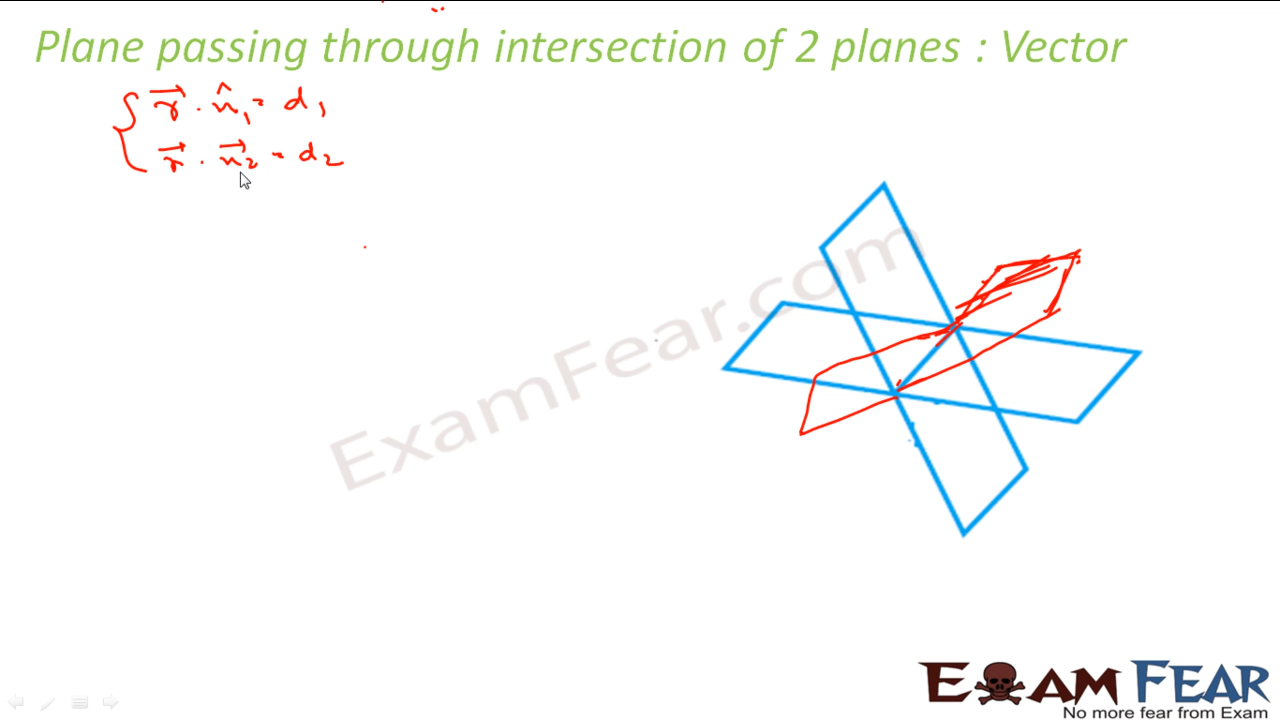 Plane passing through intersection of 2 planes : Vector
r⃗ . n̂₁ = d₁
r⃗ . n⃗₂ = d₂
ExamFear.com
EXAM FEAR
No more fear from Exam